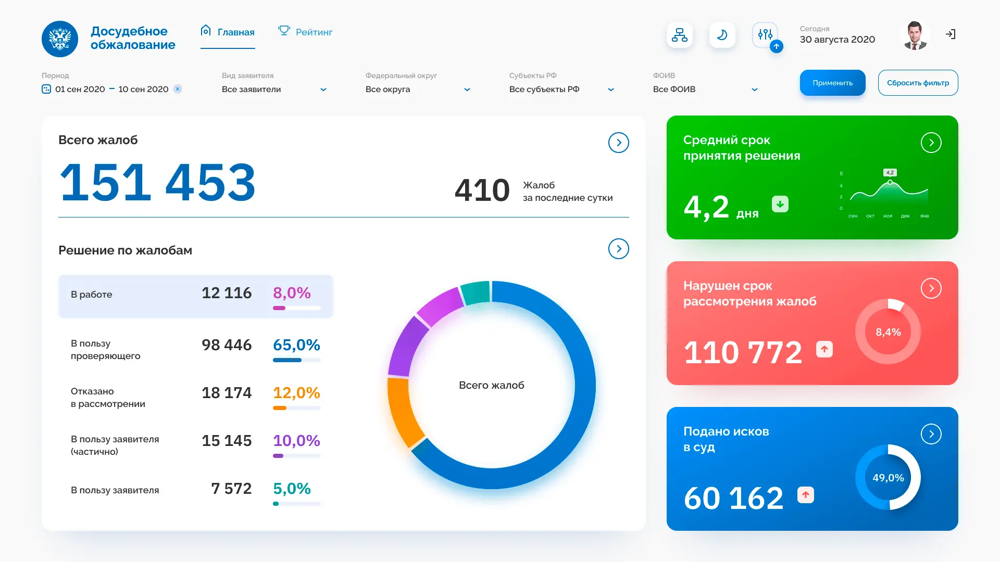 Досудебное
обжалование
Главная
Рейтинг
Сегодня
30 августа 2020
Период
01 сен 2020 – 10 сен 2020
Вид заявителя
Все заявители
Федеральный округ
Все округа
Субъекты РФ
Все субъекты РФ
ФОИВ
Все ФОИВ
Применить
Сбросить фильтр
Всего жалоб
151 453
410
Жалоб
за последние сутки
Решение по жалобам
В работе
12 116
8,0%
В пользу
проверяющего
98 446
65,0%
Отказано
в рассмотрении
18 174
12,0%
В пользу заявителя
(частично)
15 145
10,0%
В пользу заявителя
7 572
5,0%
Всего жалоб
Средний срок
принятия решения
4,2 дня
4,2
6
4
2
0
сен окт ноя дек янв
Нарушен срок
рассмотрения жалоб
110 772
8,4%
Подано исков
в суд
60 162
49,0%